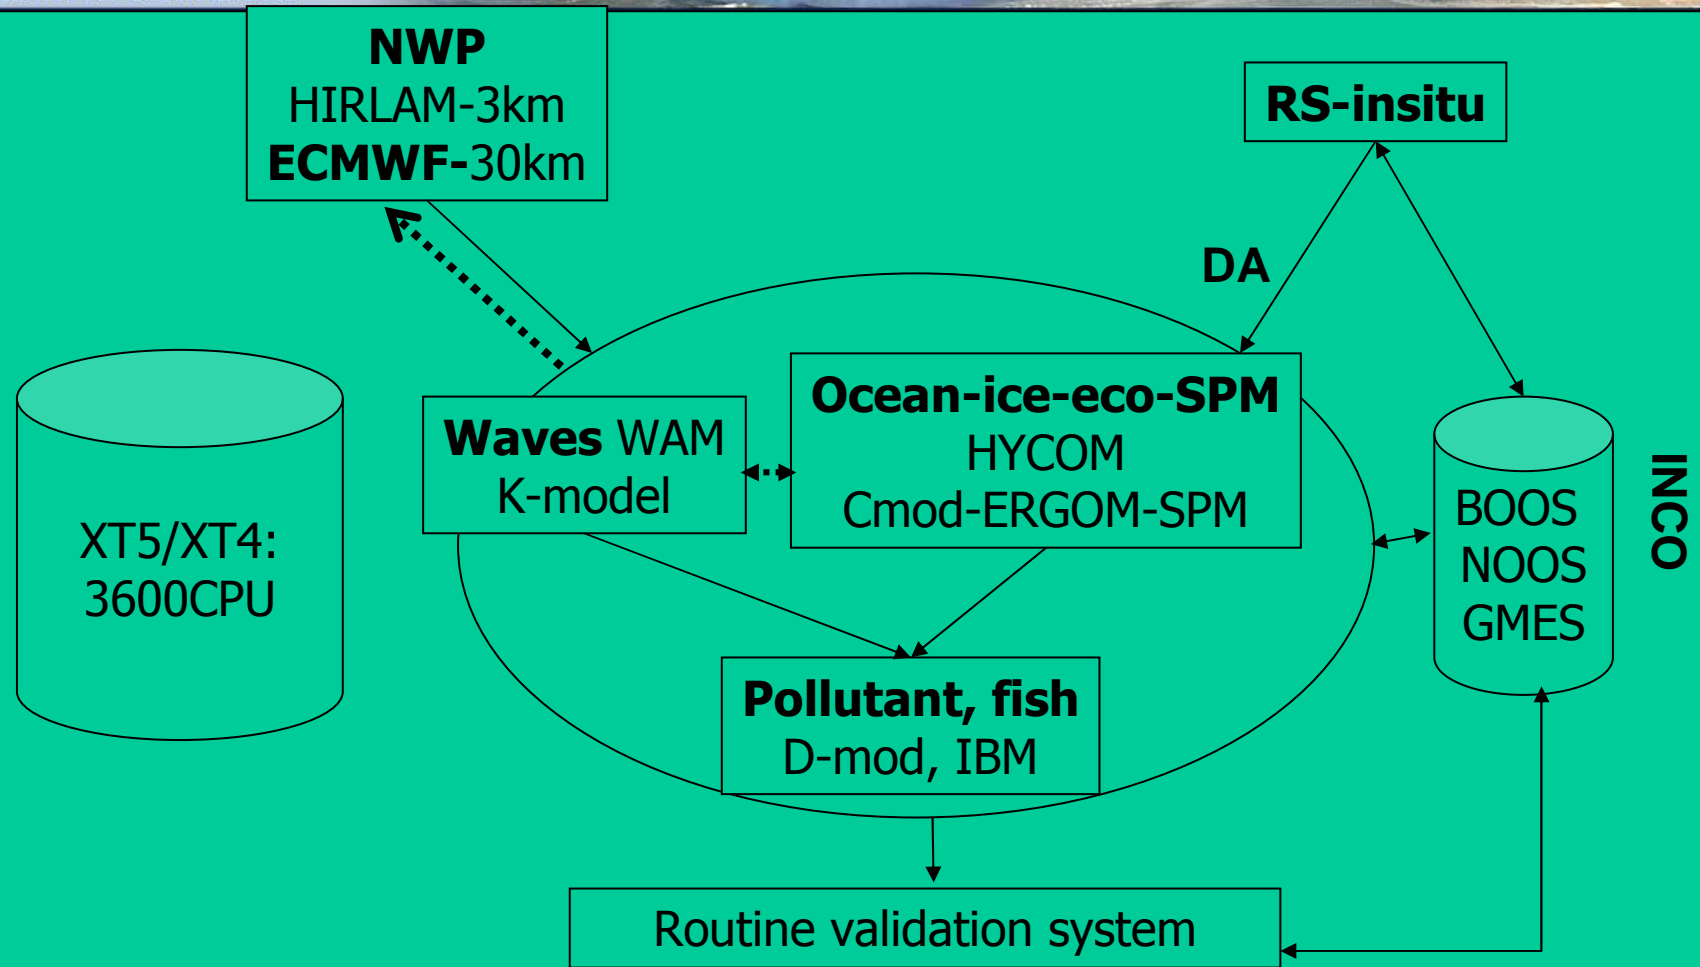 NWP
HIRLAM-3km
ECMWF-30km
RS-insitu
DA
Ocean-ice-eco-SPM
HYCOM
Cmod-ERGOM-SPM
Waves WAM
K-model
XT5/XT4:
3600CPU
BOOS
NOOS
GMES
INCO
Pollutant, fish
D-mod, IBM
Routine validation system